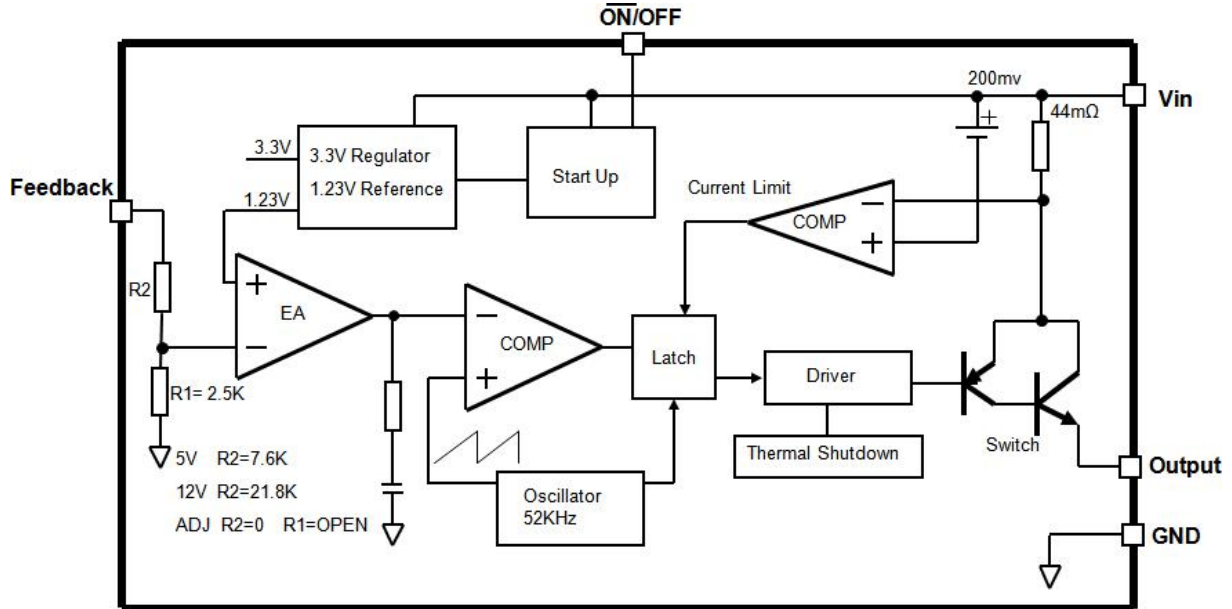 ON/OFF
200mv
Vin
44mΩ
3.3V
3.3V Regulator
1.23V Reference
Start Up
Feedback
1.23V
Current Limit
COMP
−
+
+
R2
+
EA
−
−
COMP
+
Latch
Driver
R1= 2.5K
Switch
Thermal Shutdown
5V R2=7.6K
12V R2=21.8K
ADJ R2=0 R1=OPEN
Oscillator
52KHz
Output
GND